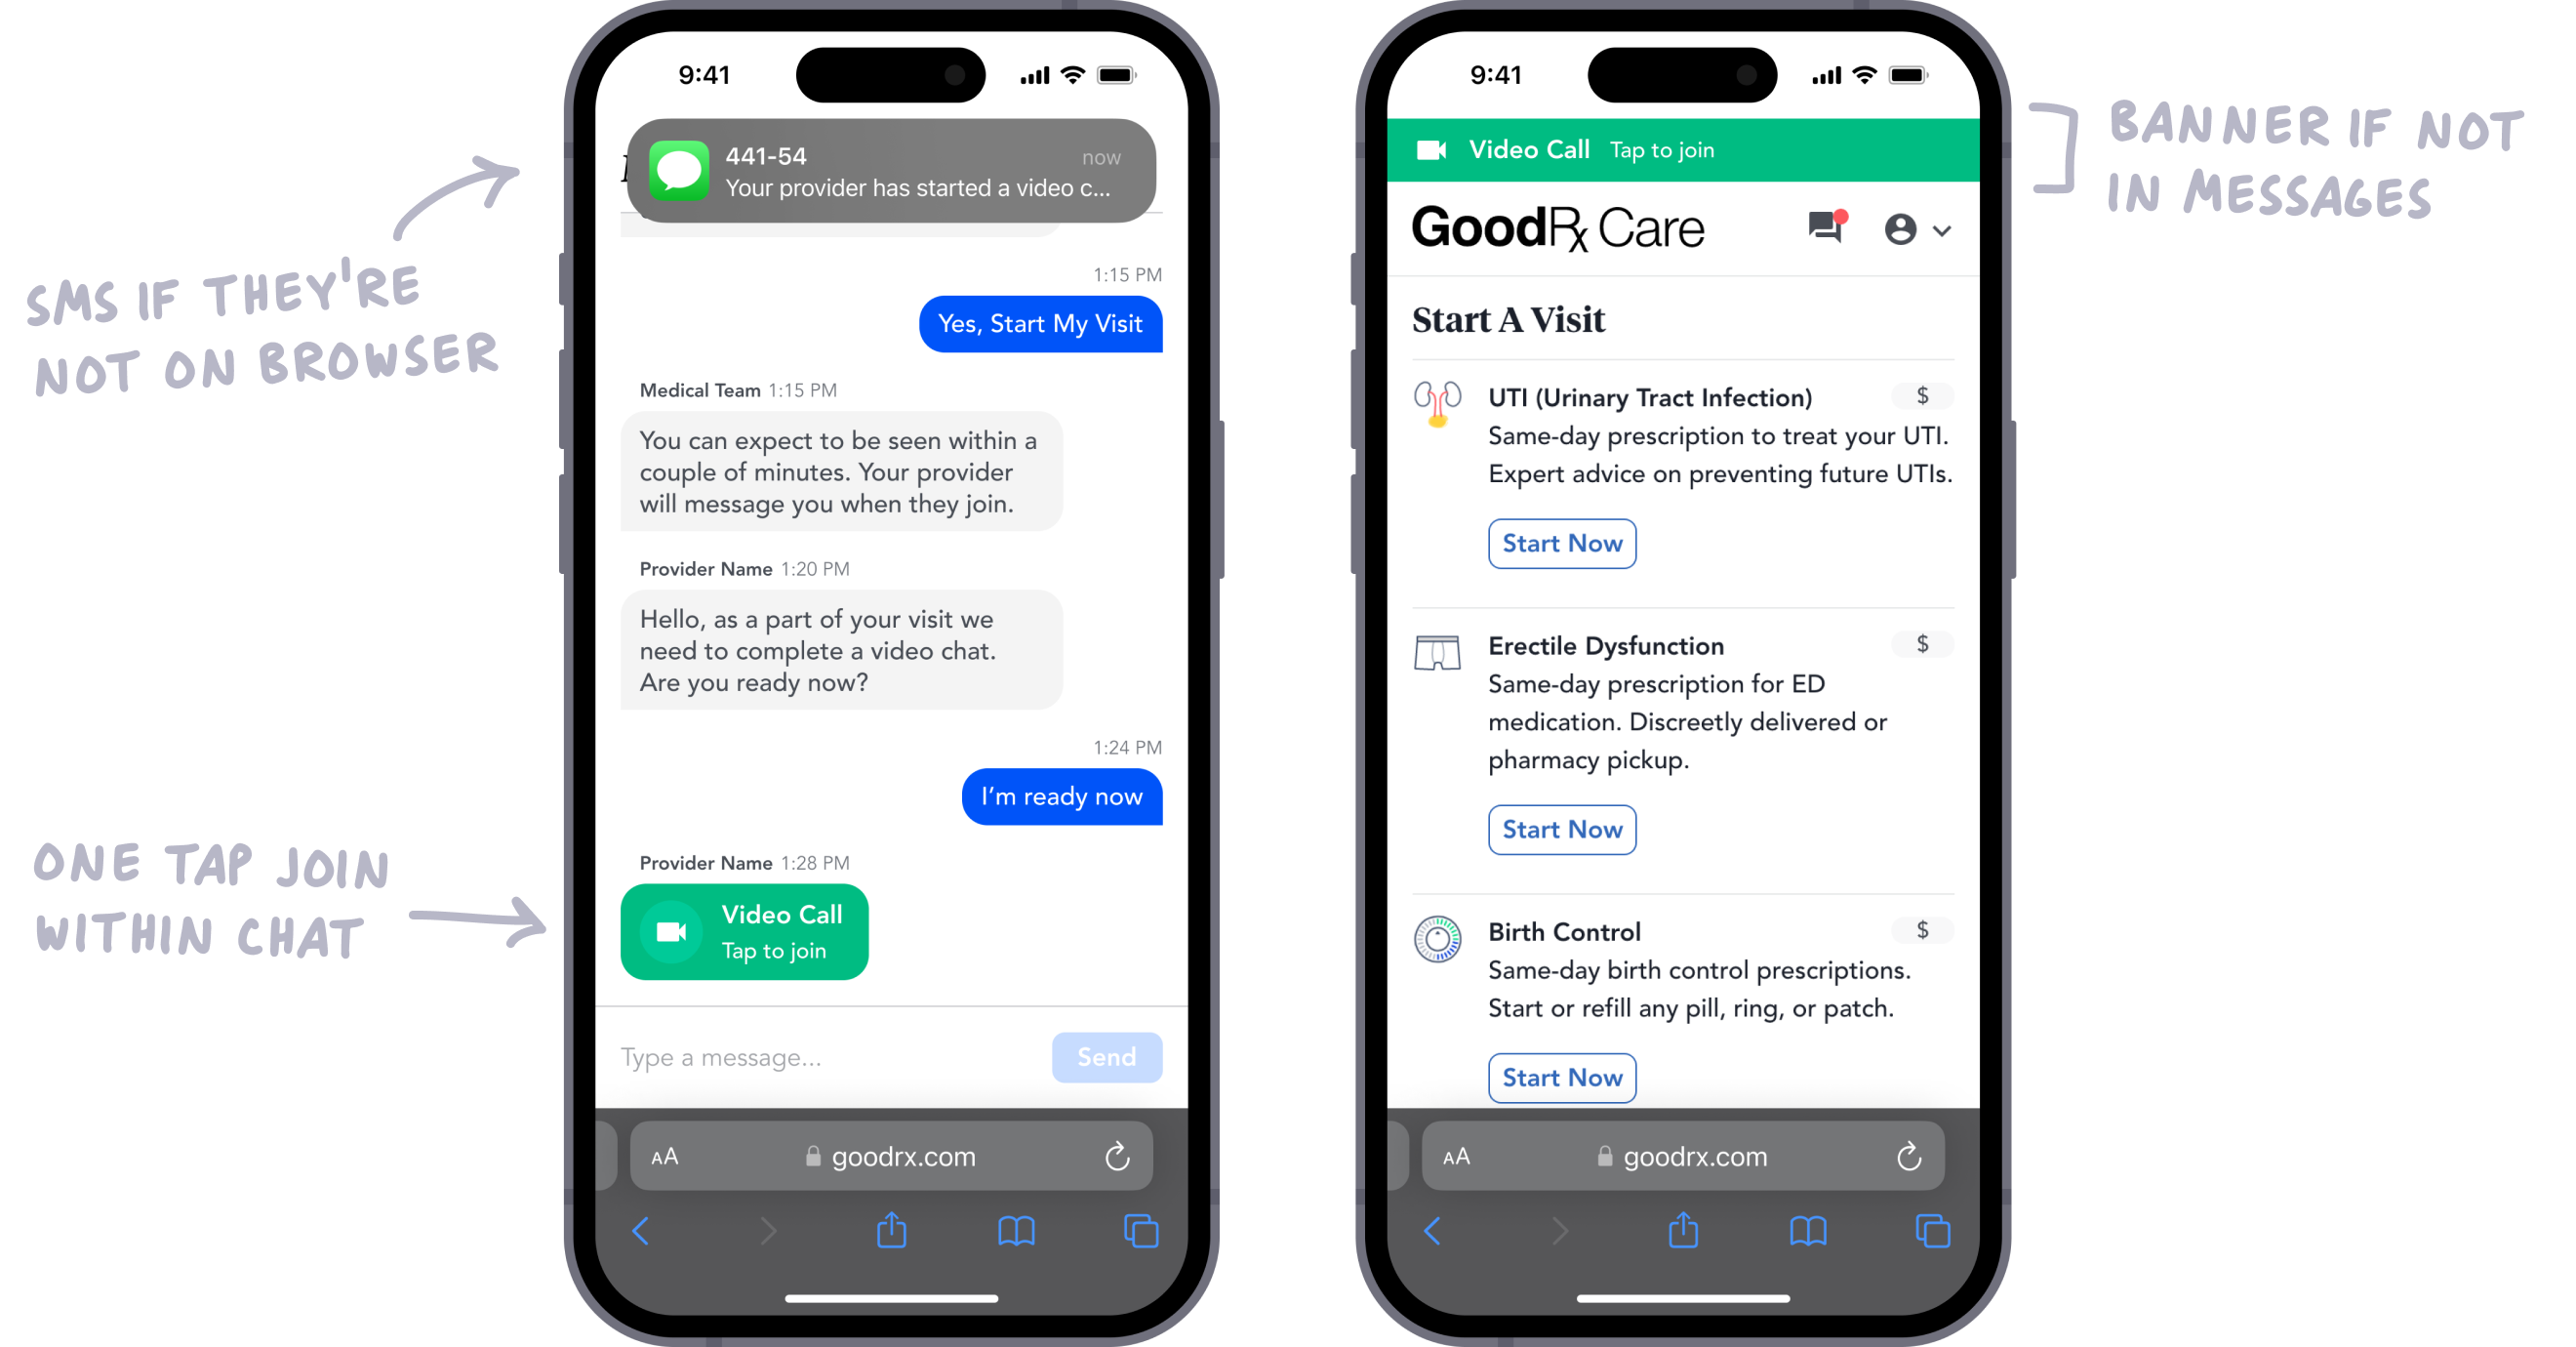 SMS IF THEY'RE
NOT ON BROWSER
ONE TAP JOIN
WITHIN CHAT
9:41
441-54
now
Your provider has started a video c...
1:15 PM
Yes, Start My Visit
Medical Team 1:15 PM
You can expect to be seen within a
couple of minutes. Your provider
will message you when they join.
Provider Name 1:20 PM
Hello, as a part of your visit we
need to complete a video chat.
Are you ready now?
1:24 PM
I’m ready now
Provider Name 1:28 PM
Video Call
Tap to join
Type a message...
Send
AA
goodrx.com
9:41
Video Call Tap to join
GoodRx Care
Start A Visit
UTI (Urinary Tract Infection)
$
Same-day prescription to treat your UTI.
Expert advice on preventing future UTIs.
Start Now
Erectile Dysfunction
$
Same-day prescription for ED
medication. Discreetly delivered or
pharmacy pickup.
Start Now
Birth Control
$
Same-day birth control prescriptions.
Start or refill any pill, ring, or patch.
Start Now
AA
goodrx.com
BANNER IF NOT
IN MESSAGES